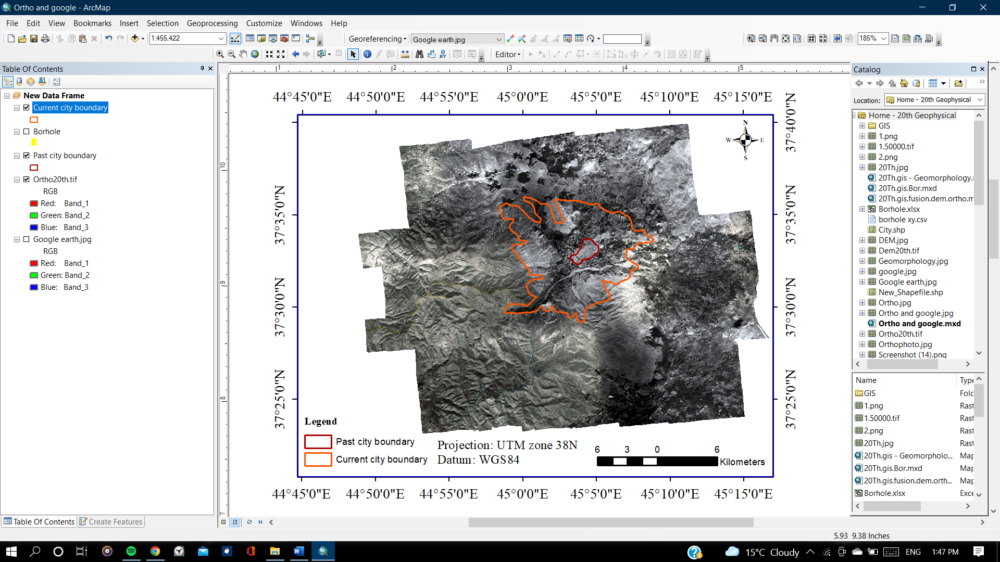 Ortho and google - ArcMap
File Edit View Bookmarks Insert Selection Geoprocessing Customize Windows Help
1:455,422
Georeferencing
Google earth.jpg
185%
Editor
Table Of Contents
New Data Frame
Current city boundary
Borhole
Past city boundary
Ortho20th.tif
RGB
Red: Band_1
Green: Band_2
Blue: Band_3
Google earth.jpg
RGB
Red: Band_1
Green: Band_2
Blue: Band_3
Table Of Contents
Create Features
1 2 3 4 5
10
9
8
7
44°45'0"E 44°50'0"E 44°55'0"E 45°0'0"E 45°5'0"E 45°10'0"E 45°15'0"E
37°40'0"N
37°35'0"N 37°35'0"N
37°30'0"N 37°30'0"N
37°25'0"N 37°25'0"N
N
W E
S
Legend
Past city boundary
Current city boundary
Projection: UTM zone 38N
Datum: WGS84
6 3 0 6
Kilometers
44°45'0"E 44°50'0"E 44°55'0"E 45°0'0"E 45°5'0"E 45°10'0"E 45°15'0"E
Catalog
Location: Home - 20th Geophysical
Home - 20th Geophysical
GIS
1.png
1.50000.tif
2.png
20Th.jpg
20Th.gis - Geomorphology.
20Th.gis.Bor.mxd
20Th.gis.fusion.dem.ortho.m
Borhole.xlsx
borhole xy.csv
City.shp
DEM.jpg
Dem20th.tif
Geomorphology.jpg
google.jpg
Google earth.jpg
New_Shapefile.shp
Ortho.jpg
Ortho and google.jpg
Ortho and google.mxd
Ortho20th.tif
Orthophoto.jpg
Screenshot (14).png
Name Type
GIS Folc
1.png Rast
1.50000.tif Rast
2.png Rast
20Th.jpg Rast
20Th.gis - Geomorpholo... Map
20Th.gis.Bor.mxd Map
20Th.gis.fusion.dem.orth... Map
Borhole.xlsx Exce
5.93 9.38 Inches
15°C Cloudy
ENG
1:47 PM